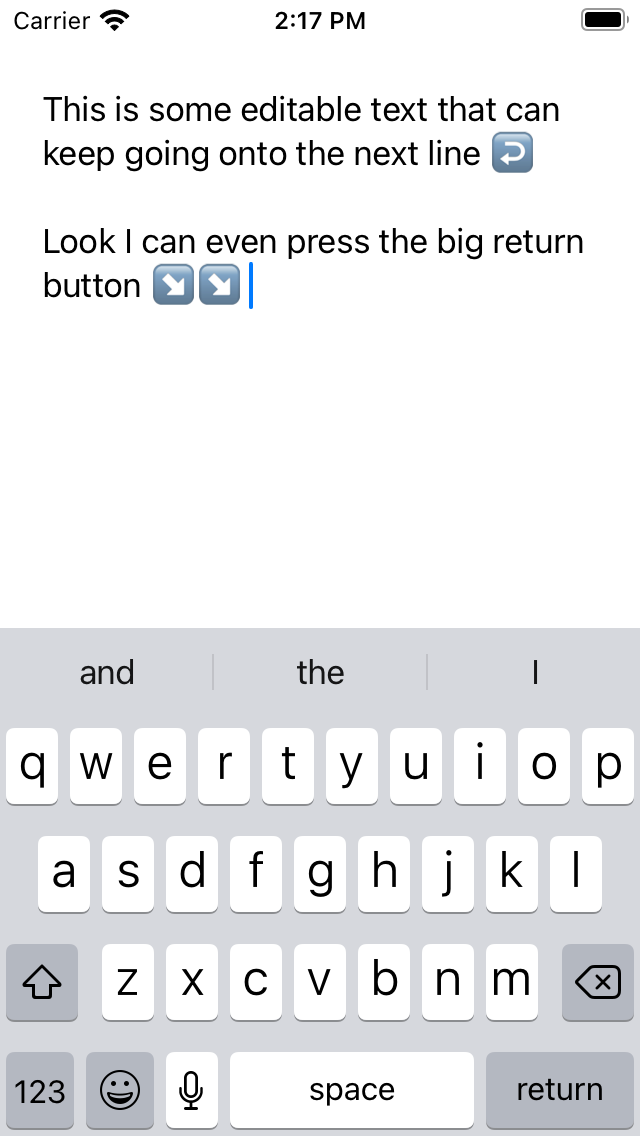 Carrier 2:17 PM
This is some editable text that can
keep going onto the next line ↩️
Look I can even press the big return
button ↘️↘️
and the I
q w e r t y u i o p
a s d f g h j k l
z x c v b n m
123 space return